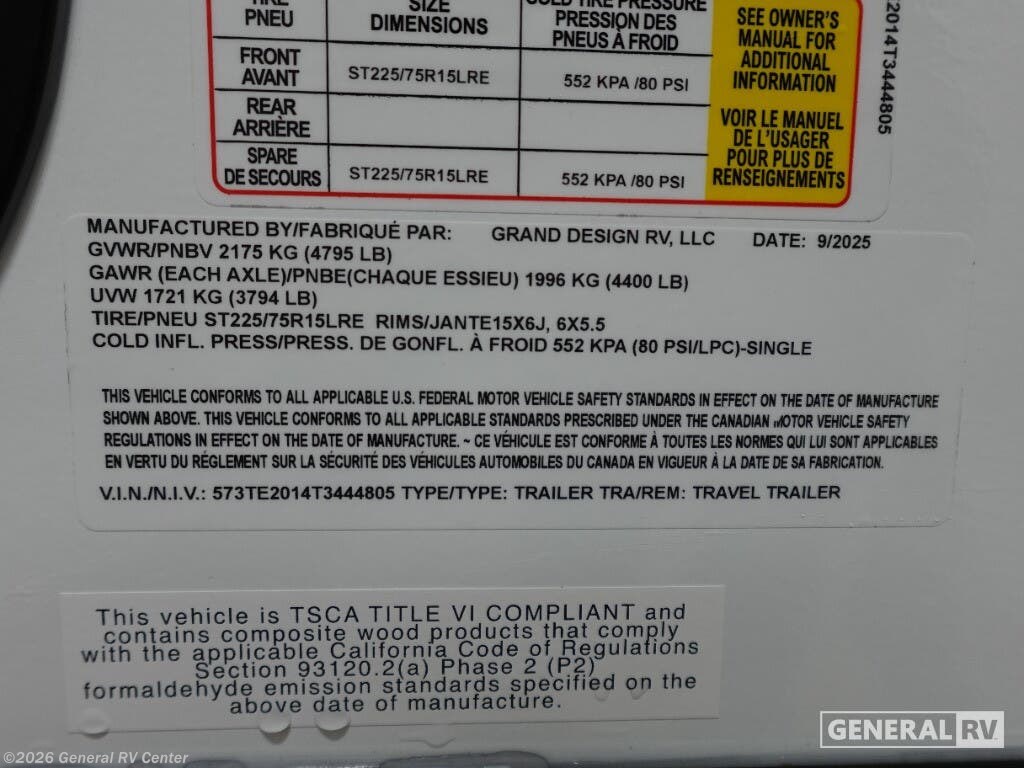 TIRE SIZE COLD TIRE PRESSURE
PNEU DIMENSIONS PRESSION DES
PNEUS À FROID
FRONT
AVANT ST225/75R15LRE 552 KPA /80 PSI
REAR
ARRIÈRE
SPARE
DE SECOURS ST225/75R15LRE 552 KPA /80 PSI
SEE OWNER'S
MANUAL FOR
ADDITIONAL
INFORMATION
VOIR LE MANUEL
DE L'USAGER
POUR PLUS DE
RENSEIGNEMENTS
E2014T3444805
MANUFACTURED BY/FABRIQUÉ PAR: GRAND DESIGN RV, LLC DATE: 9/2025
GVWR/PNBV 2175 KG (4795 LB)
GAWR (EACH AXLE)/PNBE(CHAQUE ESSIEU) 1996 KG (4400 LB)
UVW 1721 KG (3794 LB)
TIRE/PNEU ST225/75R15LRE RIMS/JANTE15X6J, 6X5.5
COLD INFL. PRESS/PRESS. DE GONFL. À FROID 552 KPA (80 PSI/LPC)-SINGLE
THIS VEHICLE CONFORMS TO ALL APPLICABLE U.S. FEDERAL MOTOR VEHICLE SAFETY STANDARDS IN EFFECT ON THE DATE OF MANUFACTURE
SHOWN ABOVE. THIS VEHICLE CONFORMS TO ALL APPLICABLE STANDARDS PRESCRIBED UNDER THE CANADIAN MOTOR VEHICLE SAFETY
REGULATIONS IN EFFECT ON THE DATE OF MANUFACTURE. ~ CE VÉHICULE EST CONFORME À TOUTES LES NORMES QUI LUI SONT APPLICABLES
EN VERTU DU RÉGLEMENT SUR LA SÉCURITÉ DES VÉHICULES AUTOMOBILES DU CANADA EN VIGUEUR À LA DATE DE SA FABRICATION.
V.I.N./N.I.V.: 573TE2014T3444805 TYPE/TYPE: TRAILER TRA/REM: TRAVEL TRAILER
This vehicle is TSCA TITLE VI COMPLIANT and
contains composite wood products that comply
with the applicable California Code of Regulations
Section 93120.2(a) Phase 2 (P2)
formaldehyde emission standards specified on the
above date of manufacture.
GENERAL RV
©2026 General RV Center